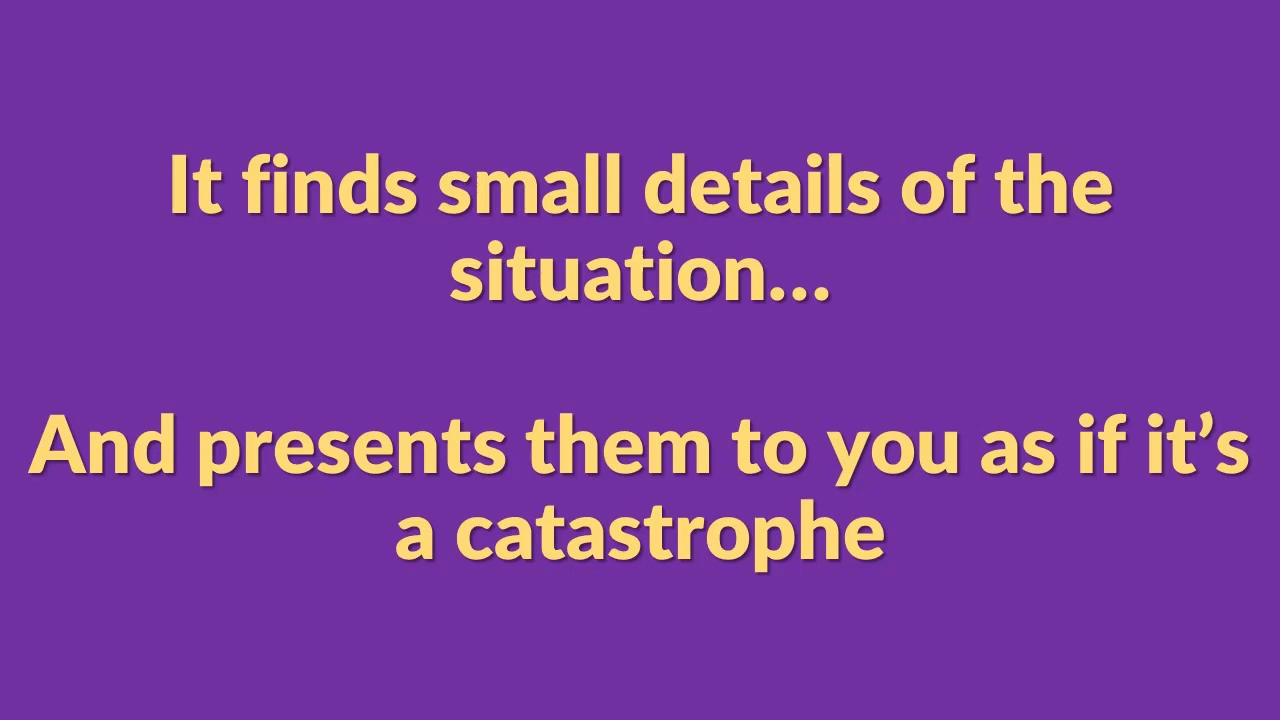 It finds small details of the
situation…
And presents them to you as if it’s
a catastrophe